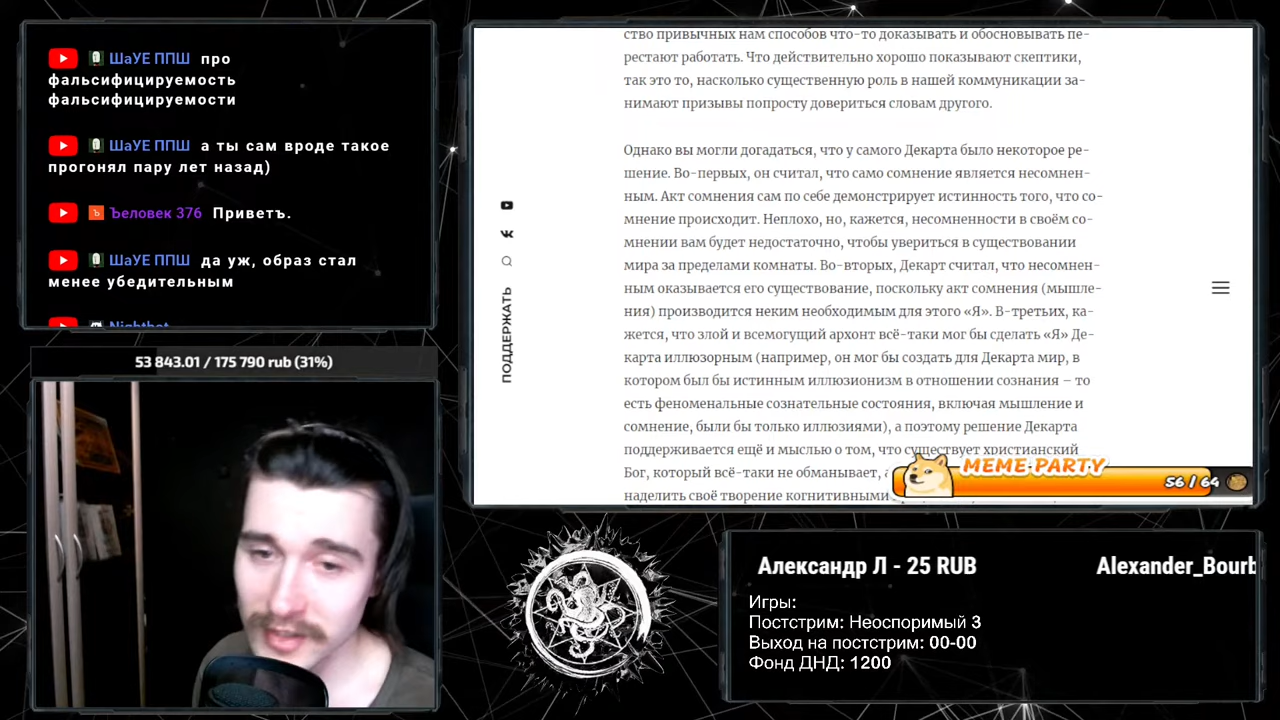 ШаУЕ ППШ про
фальсифицируемость
фальсифицируемости
ШаУЕ ППШ а ты сам вроде такое
прогонял пару лет назад)
Ъеловек 376 Приветъ.
ШаУЕ ППШ да уж, образ стал
менее убедительным
Nightbot
53 843.01 / 175 790 rub (31%)
ство привычных нам способов что-то доказывать и обосновывать пе-
рестают работать. Что действительно хорошо показывают скептики,
так это то, насколько существенную роль в нашей коммуникации за-
нимают призывы попросту довериться словам другого.
Однако вы могли догадаться, что у самого Декарта было некоторое ре-
шение. Во-первых, он считал, что само сомнение является несомнен-
ным. Акт сомнения сам по себе демонстрирует истинность того, что со-
мнение происходит. Неплохо, но, кажется, несомненности в своём со-
мнении вам будет недостаточно, чтобы увериться в существовании
мира за пределами комнаты. Во-вторых, Декарт считал, что несомнен-
ным оказывается его существование, поскольку акт сомнения (мышле-
ния) производится неким необходимым для этого «Я». В-третьих, ка-
жется, что злой и всемогущий архонт всё-таки мог бы сделать «Я» Де-
карта иллюзорным (например, он мог бы создать для Декарта мир, в
котором был бы истинным иллюзионизм в отношении сознания – то
есть феноменальные сознательные состояния, включая мышление и
сомнение, были бы только иллюзиями), а поэтому решение Декарта
поддерживается ещё и мыслью о том, что существует христианский
Бог, который всё-таки не обманывает,
наделить своё творение когнитивными
ПОДДЕРЖАТЬ
MEME PARTY
56 / 64
Александр Л - 25 RUB
Alexander_Bourb
Игры:
Постстрим: Неоспоримый 3
Выход на постстрим: 00-00
Фонд ДНД: 1200